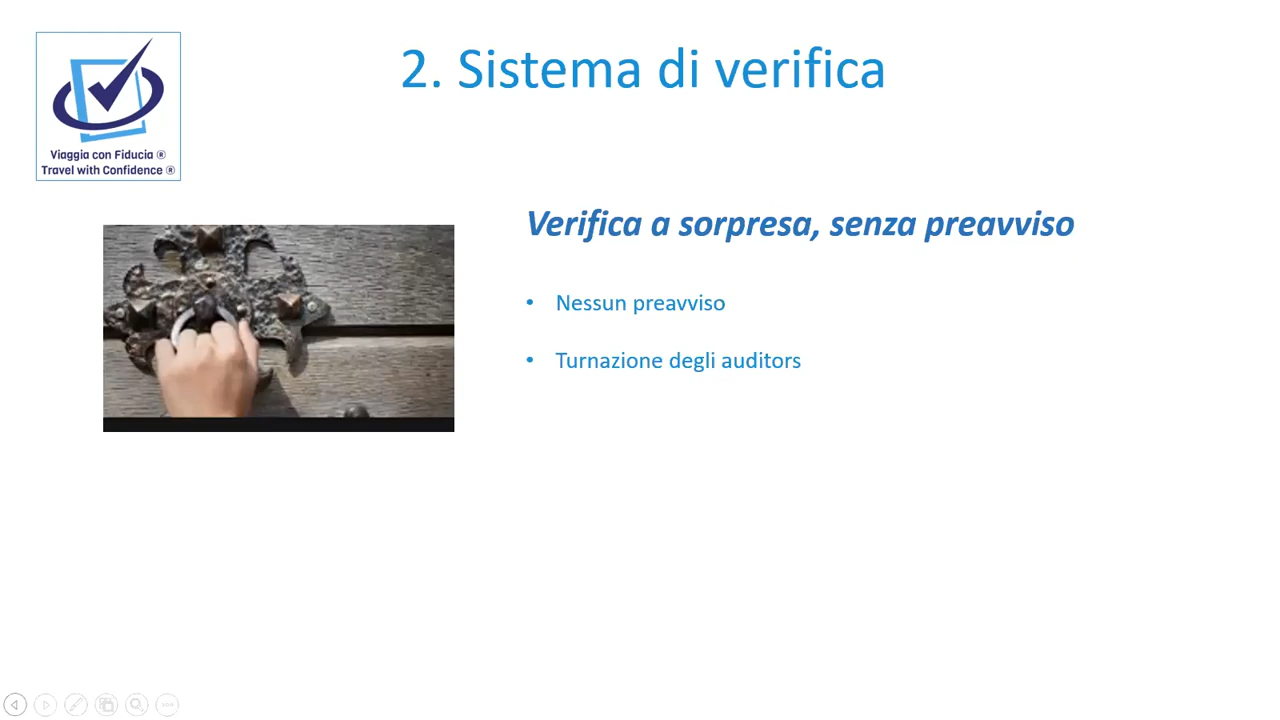 2. Sistema di verifica
Viaggia con Fiducia ®
Travel with Confidence ®
Verifica a sorpresa, senza preavviso
• Nessun preavviso
• Turnazione degli auditors